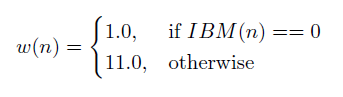 w(n) = { 1.0, if IBM(n) == 0
11.0, otherwise